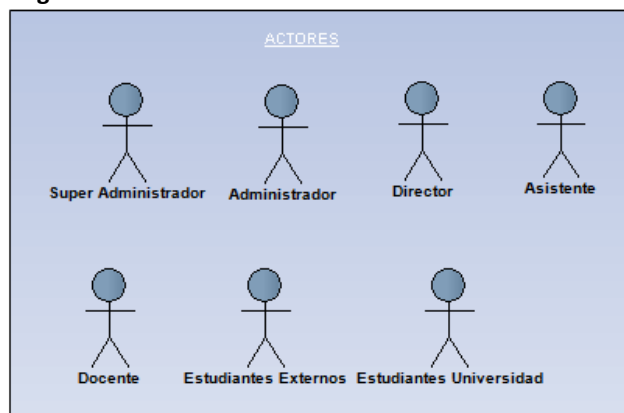 ACTORES
Super Administrador
Administrador
Director
Asistente
Docente
Estudiantes Externos
Estudiantes Universidad